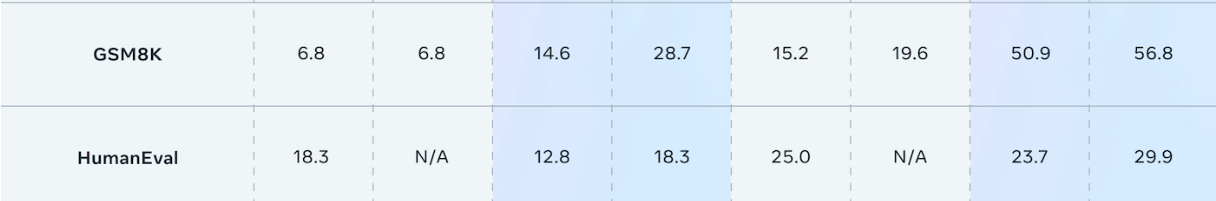 GSM8K 6.8 6.8 14.6 28.7 15.2 19.6 50.9 56.8
HumanEval 18.3 N/A 12.8 18.3 25.0 N/A 23.7 29.9